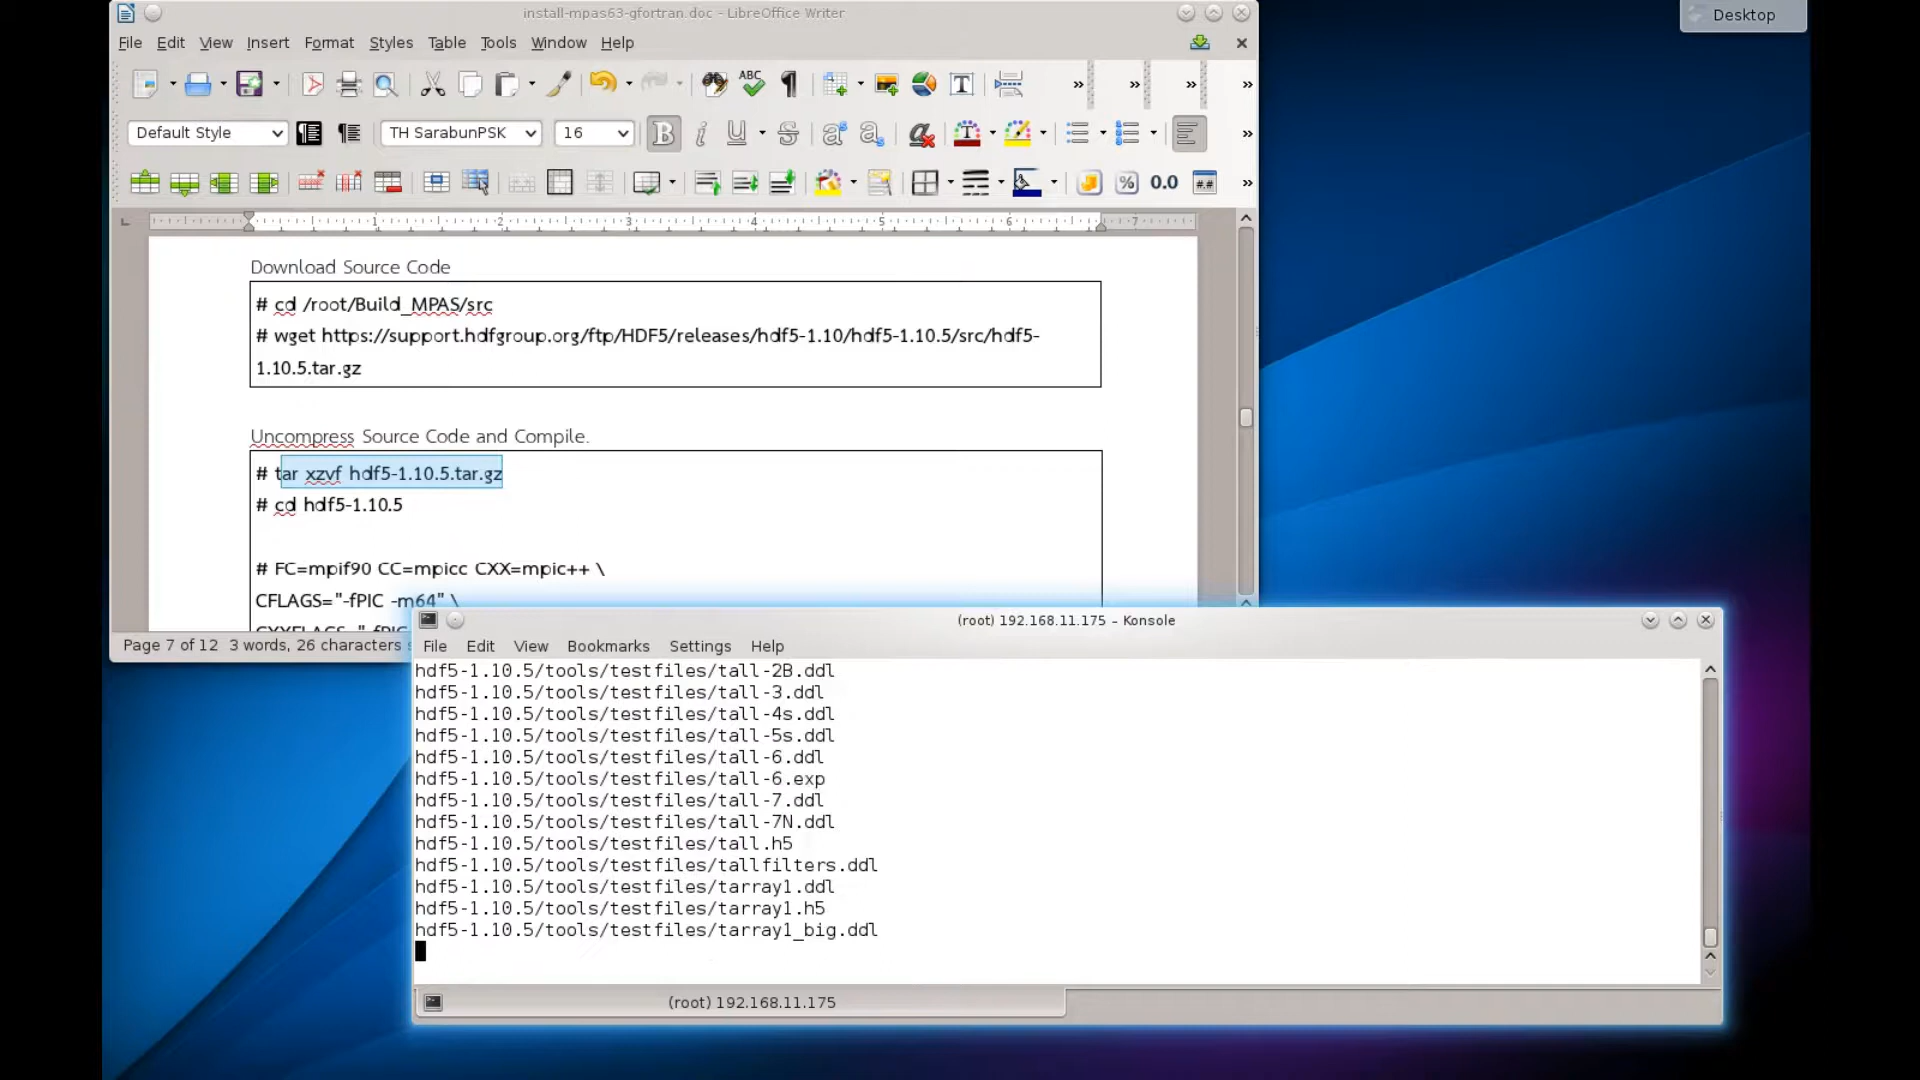 install-mpas63-gfortran.doc - LibreOffice Writer
Desktop
File Edit View Insert Format Styles Table Tools Window Help
Default Style TH SarabunPSK 16
0.0
1 2 3 4 5 6 7
Download Source Code
# cd /root/Build_MPAS/src
# wget https://support.hdfgroup.org/ftp/HDF5/releases/hdf5-1.10/hdf5-1.10.5/src/hdf5-
1.10.5.tar.gz
Uncompress Source Code and Compile.
# tar xzvf hdf5-1.10.5.tar.gz
# cd hdf5-1.10.5
# FC=mpif90 CC=mpicc CXX=mpic++ \
CFLAGS="-fPIC -m64" \
Page 7 of 12 3 words, 26 characters
(root) 192.168.11.175 – Konsole
File Edit View Bookmarks Settings Help
hdf5-1.10.5/tools/testfiles/tall-2B.ddl
hdf5-1.10.5/tools/testfiles/tall-3.ddl
hdf5-1.10.5/tools/testfiles/tall-4s.ddl
hdf5-1.10.5/tools/testfiles/tall-5s.ddl
hdf5-1.10.5/tools/testfiles/tall-6.ddl
hdf5-1.10.5/tools/testfiles/tall-6.exp
hdf5-1.10.5/tools/testfiles/tall-7.ddl
hdf5-1.10.5/tools/testfiles/tall-7N.ddl
hdf5-1.10.5/tools/testfiles/tall.h5
hdf5-1.10.5/tools/testfiles/tallfilters.ddl
hdf5-1.10.5/tools/testfiles/tarray1.ddl
hdf5-1.10.5/tools/testfiles/tarray1.h5
hdf5-1.10.5/tools/testfiles/tarray1_big.ddl
(root) 192.168.11.175